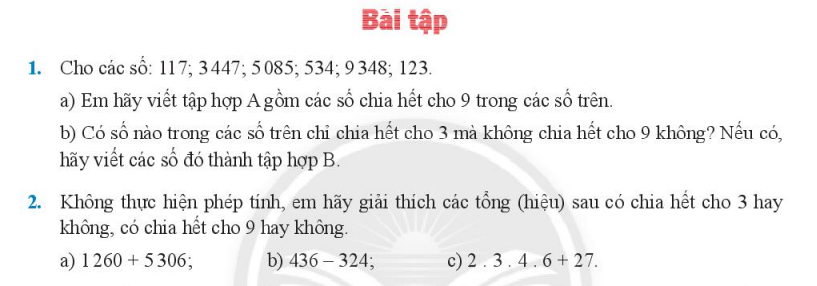 Bài tập
1. Cho các số: 117; 3 447; 5 085; 534; 9 348; 123.
a) Em hãy viết tập hợp A gồm các số chia hết cho 9 trong các số trên.
b) Có số nào trong các số trên chỉ chia hết cho 3 mà không chia hết cho 9 không? Nếu có,
hãy viết các số đó thành tập hợp B.
2. Không thực hiện phép tính, em hãy giải thích các tổng (hiệu) sau có chia hết cho 3 hay
không, có chia hết cho 9 hay không.
a) 1 260 + 5 306; b) 436 – 324; c) 2 . 3 . 4 . 6 + 27.